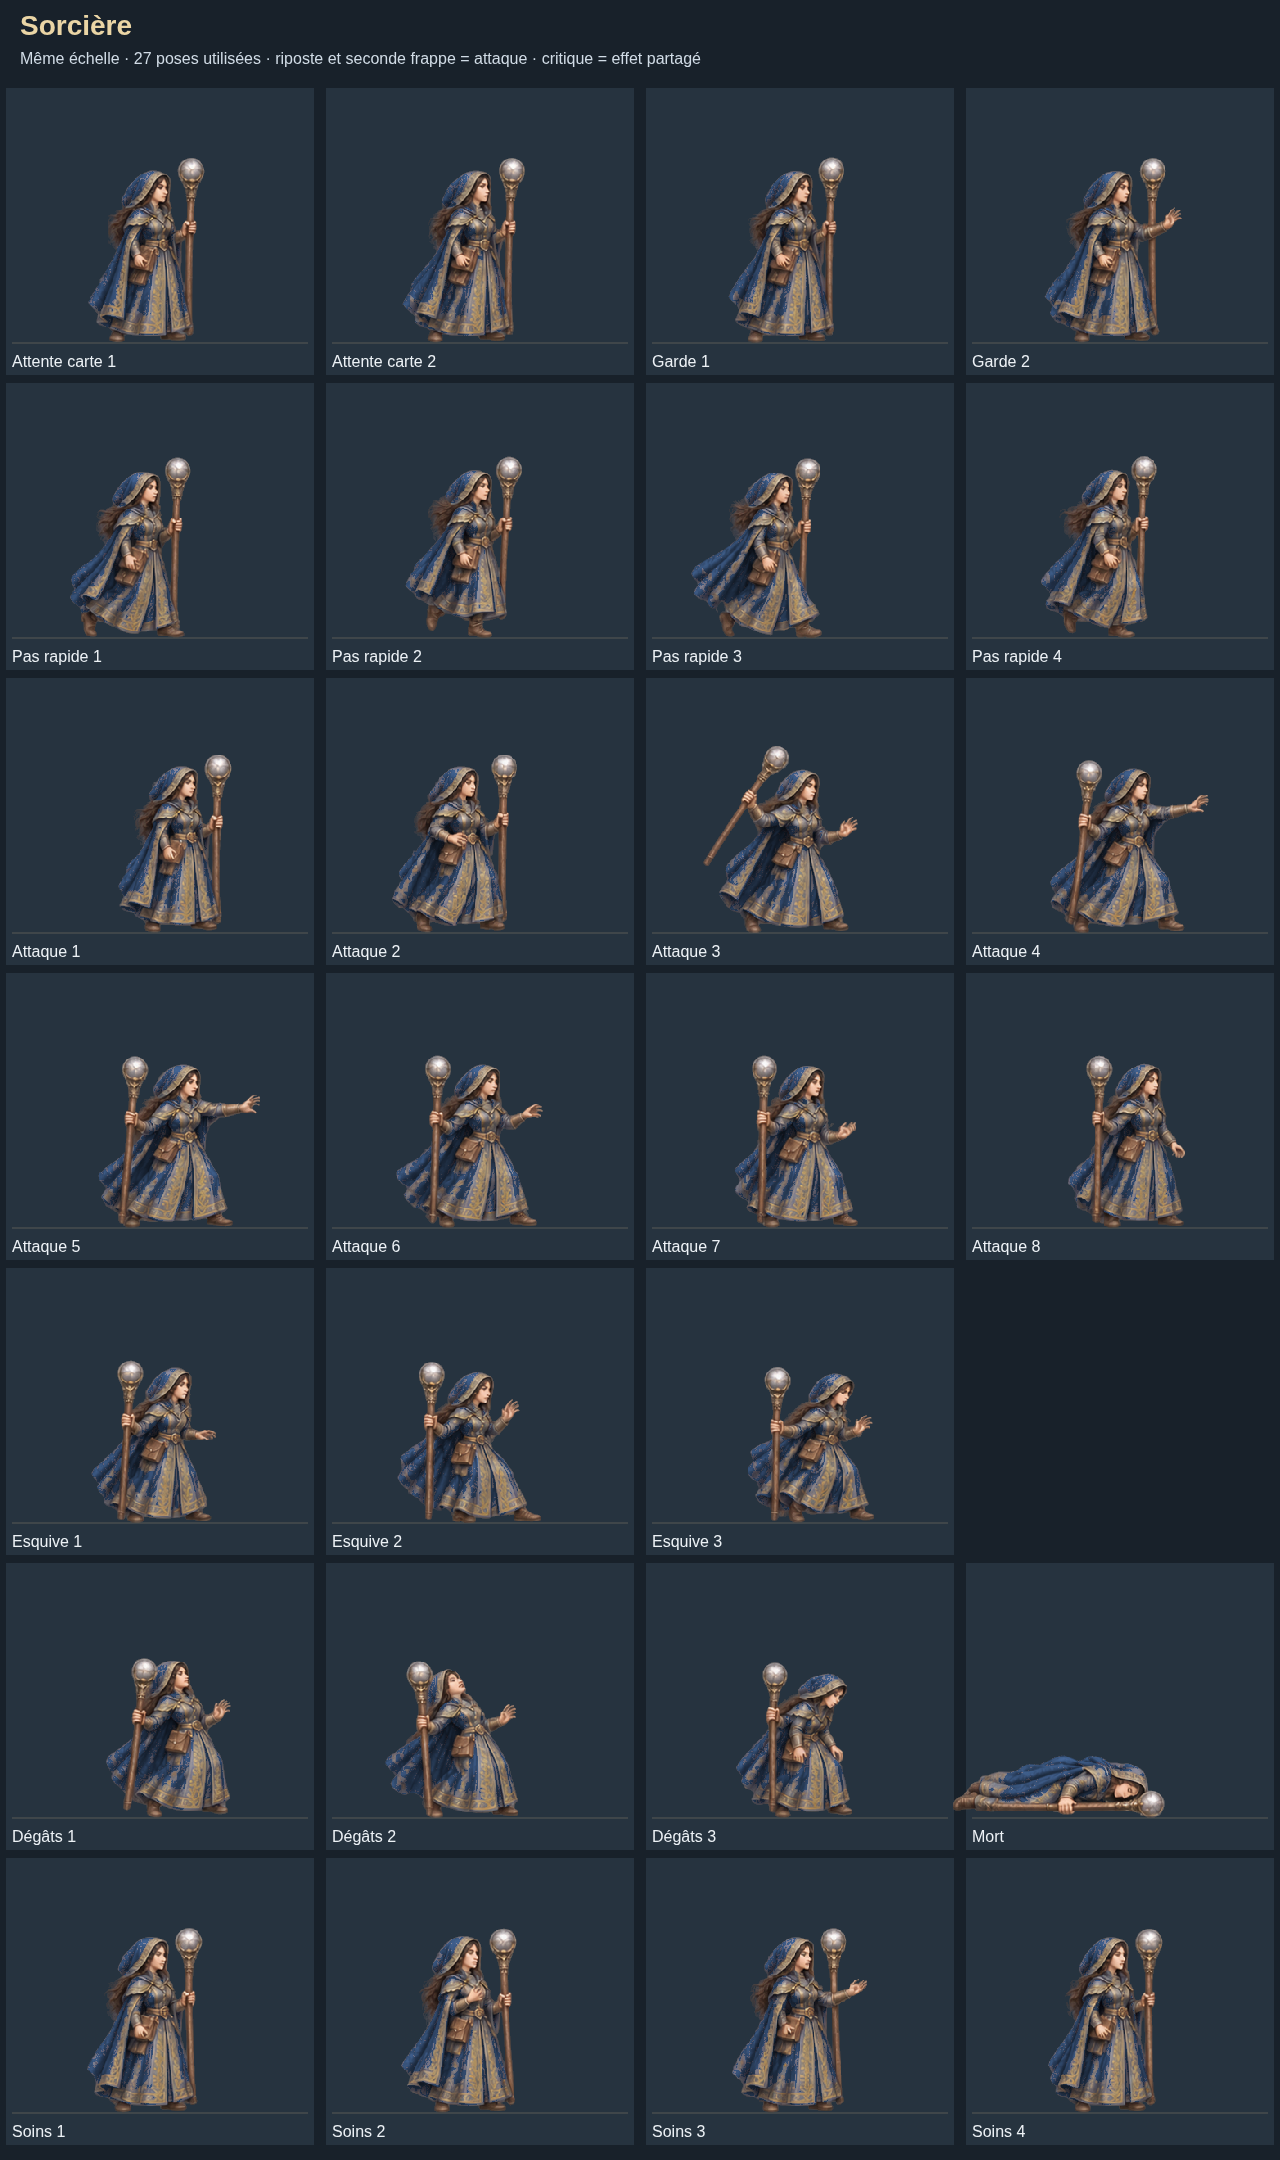 Sorcière
Même échelle · 27 poses utilisées · riposte et seconde frappe = attaque · critique = effet partagé
Attente carte 1
Attente carte 2
Garde 1
Garde 2
Pas rapide 1
Pas rapide 2
Pas rapide 3
Pas rapide 4
Attaque 1
Attaque 2
Attaque 3
Attaque 4
Attaque 5
Attaque 6
Attaque 7
Attaque 8
Esquive 1
Esquive 2
Esquive 3
Dégâts 1
Dégâts 2
Dégâts 3
Mort
Soins 1
Soins 2
Soins 3
Soins 4